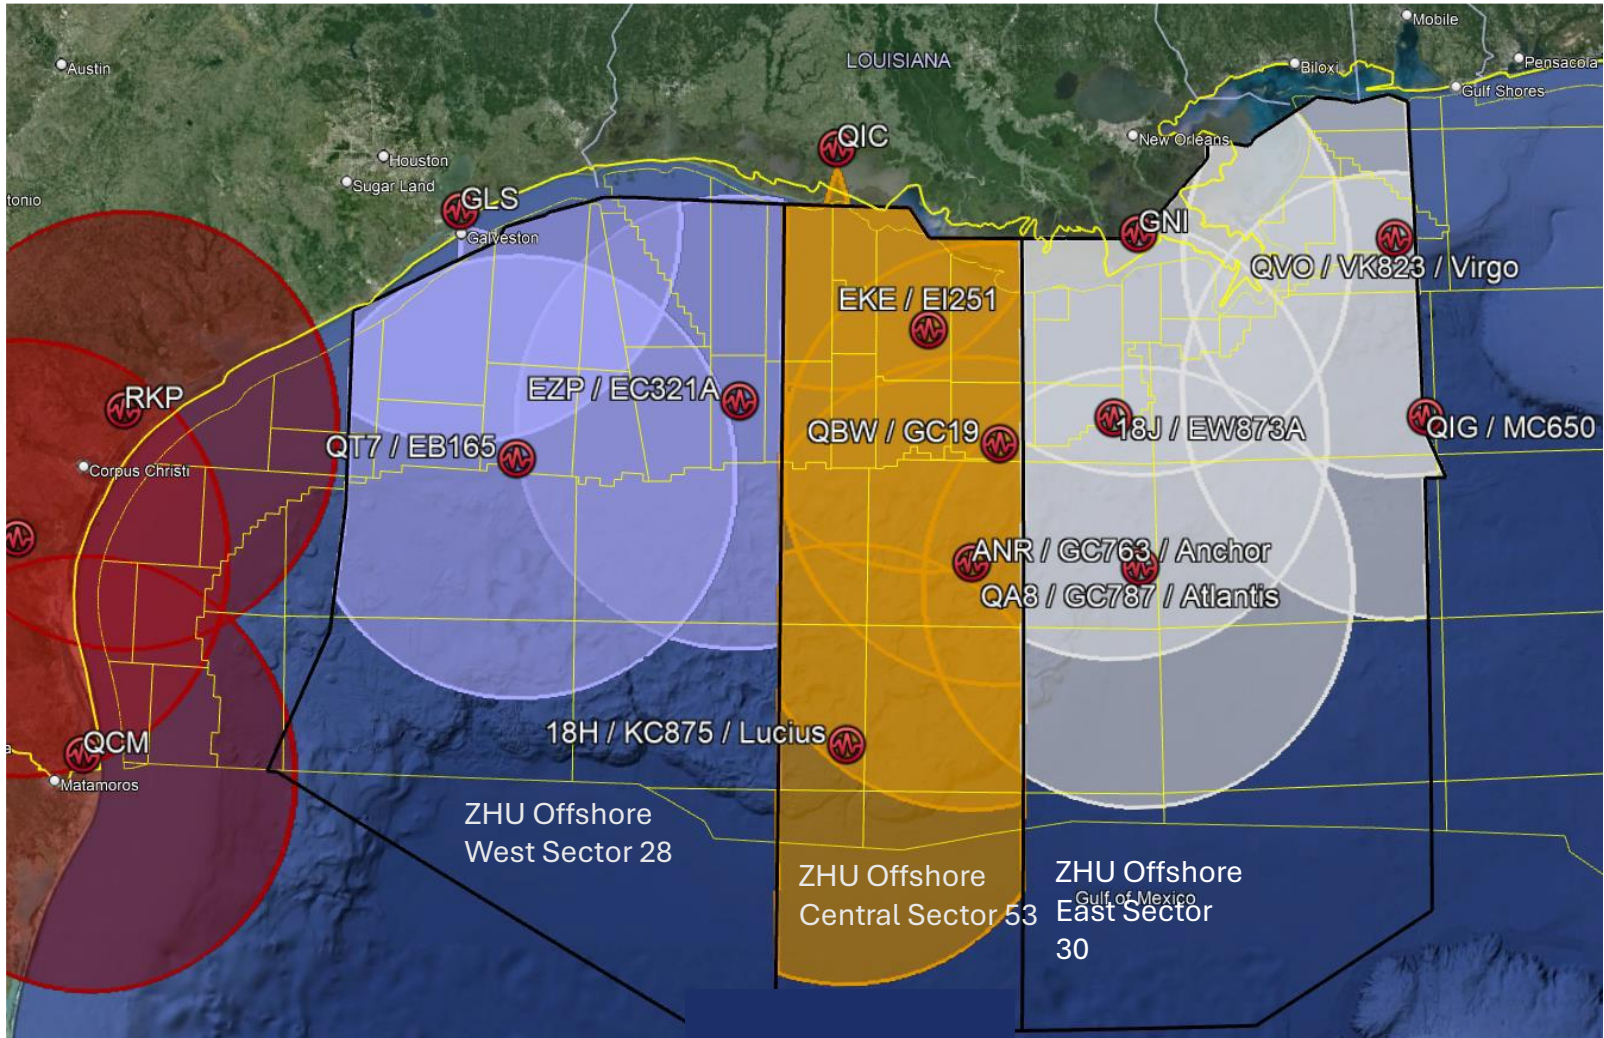 Mobile
Austin
LOUISIANA
Biloxi
Pensacola
Gulf Shores
QIC
New Orleans
Houston
Sugar Land
tonio
GLS
Galveston
GNI
QVO / VK823 / Virgo
EKE / EI251
EZP / EC321A
RKP
QBW / GC19
18J / EW873A
QIG / MC650
QT7 / EB165
Corpus Christi
ANR / GC763 / Anchor
QA8 / GC787 / Atlantis
18H / KC875 / Lucius
QCM
a
Matamoros
ZHU Offshore
West Sector 28
ZHU Offshore
Central Sector 53
ZHU Offshore
Gulf of Mexico
East Sector
30